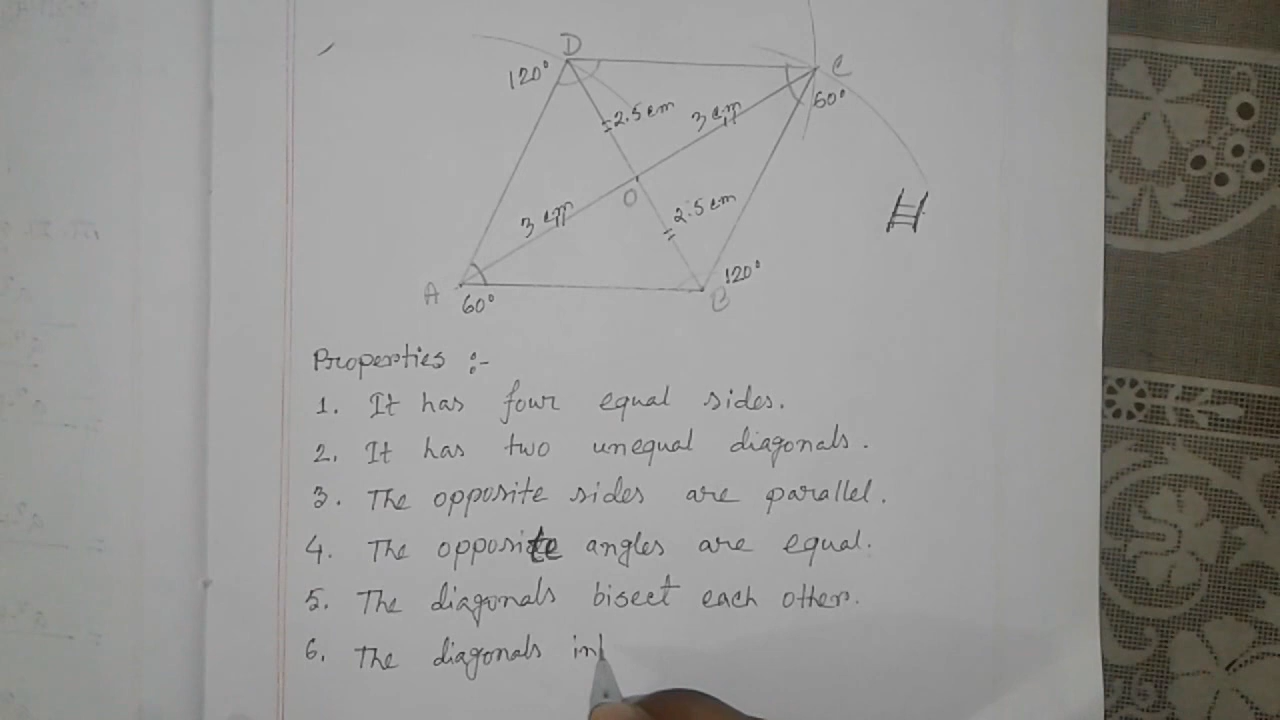 D
120°
C
60°
2.5 cm
3 cm
O
2.5 cm
3 cm
A
60°
B
120°
Properties :-
1. It has four equal sides.
2. It has two unequal diagonals.
3. The opposite sides are parallel.
4. The opposite angles are equal.
5. The diagonals bisect each other.
6. The diagonals int